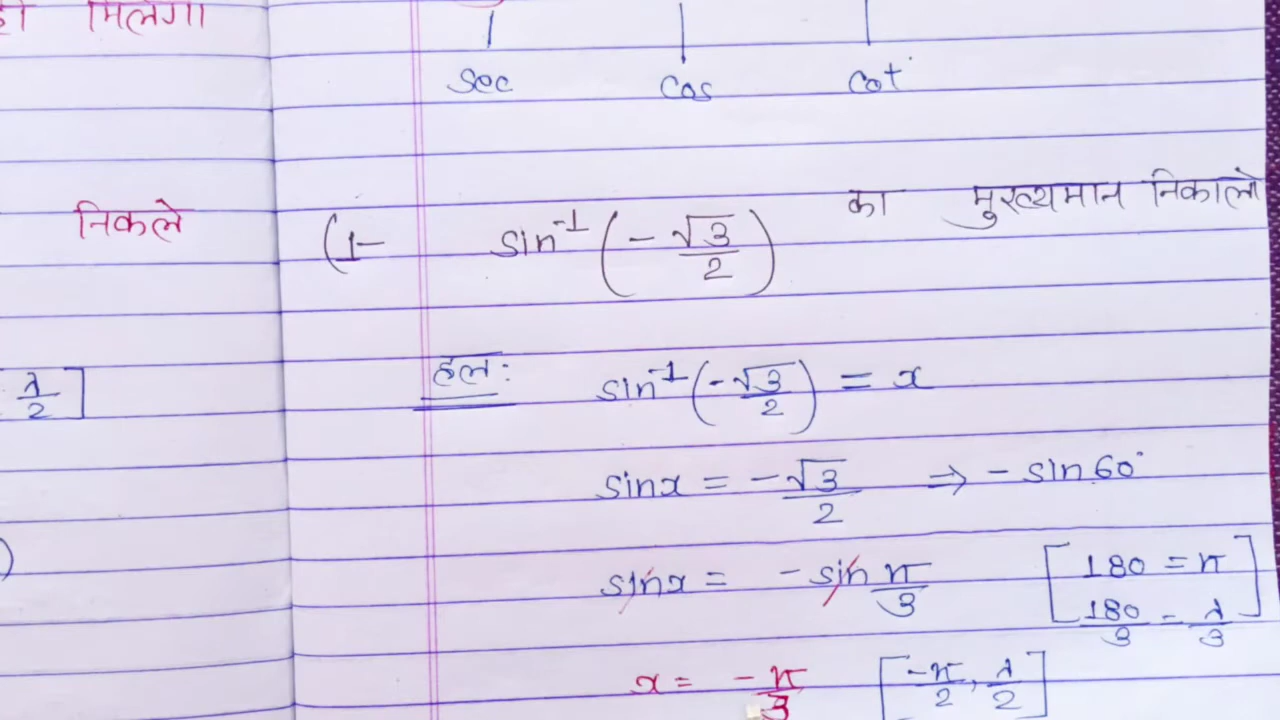 मिलेगा
निकले
λ/2]
)
sec cos cot
(1- sin⁻¹(-√3/2) का मुख्यमान निकालो
हल: sin⁻¹(-√3/2) = x
sinx = -√3/2 ⇒ - sin60°
sinx = - sin π/3 [180 = π
180/3 = λ/3]
x = -π/3 [-π/2, λ/2]